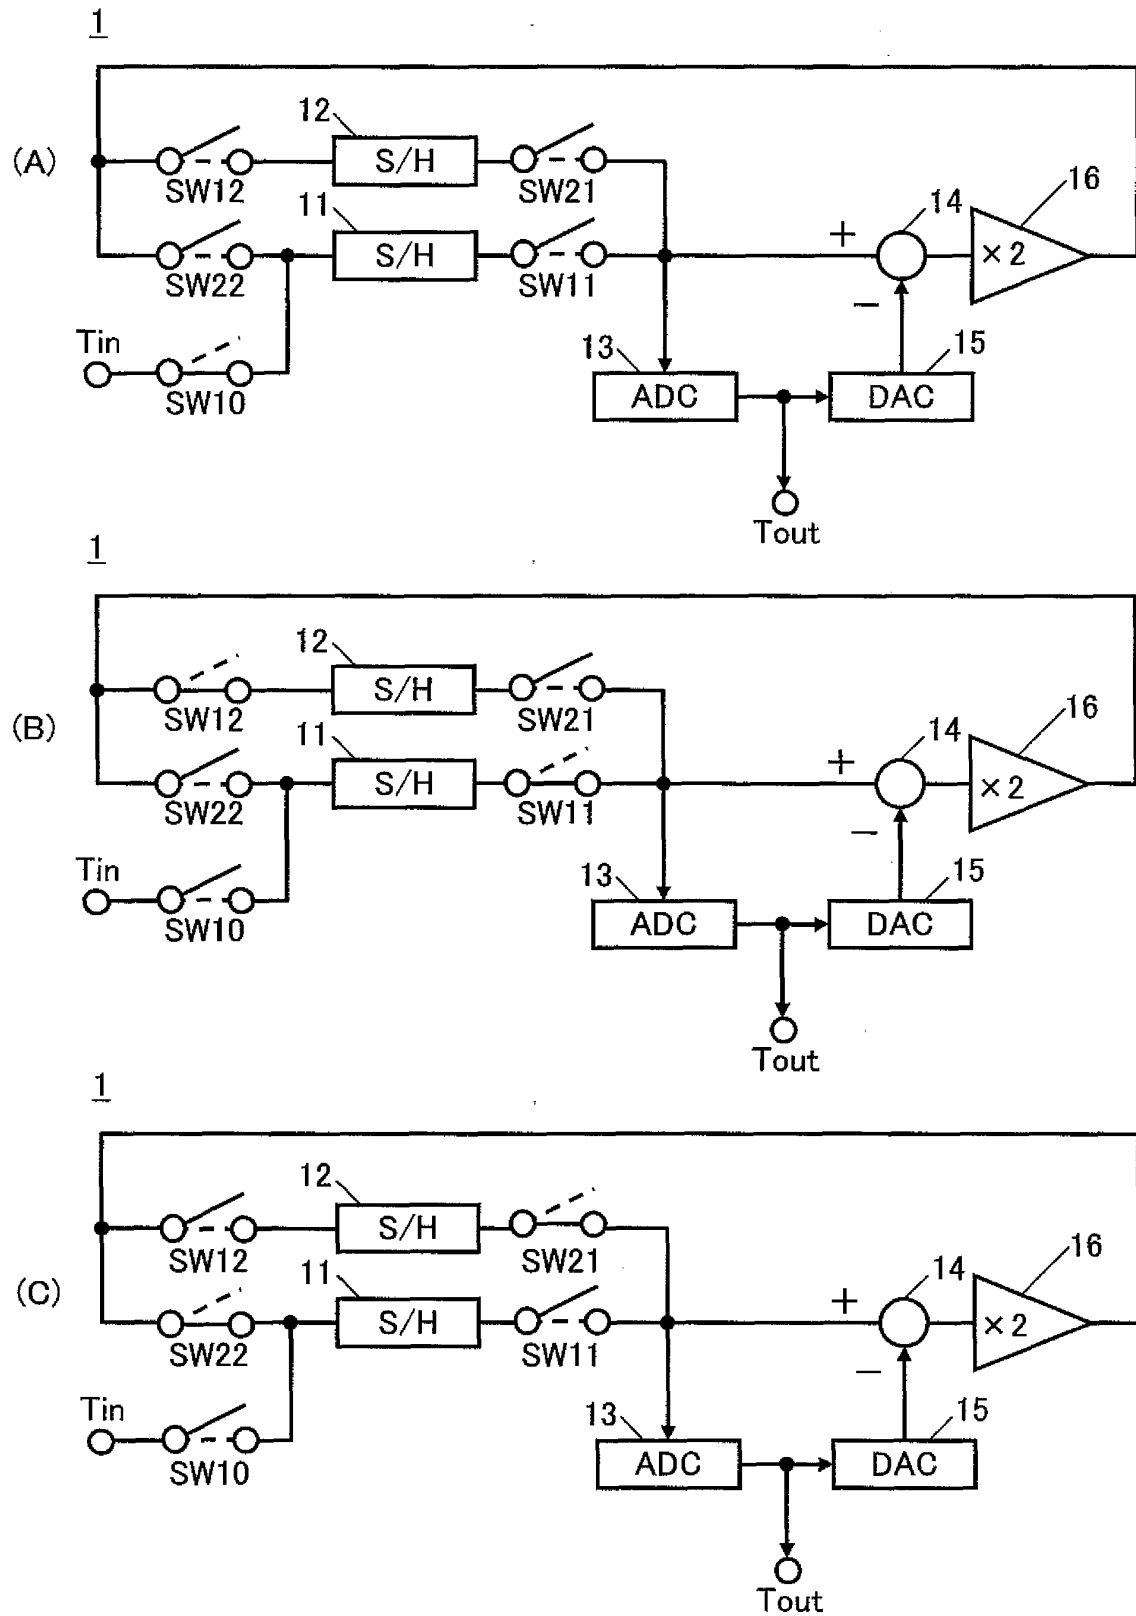 1
(A)
12
S/H
SW12
SW21
11
S/H
SW22
SW11
+
14
16
×2
−
Tin
SW10
13
ADC
15
DAC
Tout
1
(B)
12
S/H
SW12
SW21
11
S/H
SW22
SW11
+
14
16
×2
−
Tin
SW10
13
ADC
15
DAC
Tout
1
(C)
12
S/H
SW12
SW21
11
S/H
SW22
SW11
+
14
16
×2
−
Tin
SW10
13
ADC
15
DAC
Tout